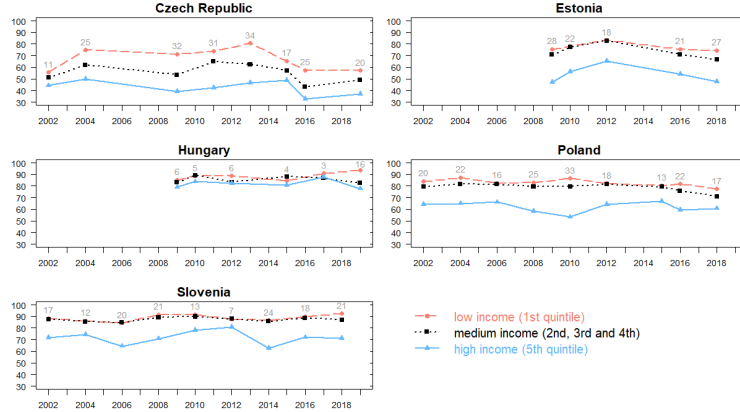 Czech Republic
100
90
80
70
60
50
40
30
11 25 32 31 34 17 25 20
2002 2004 2006 2008 2010 2012 2014 2016 2018
Estonia
100
90
80
70
60
50
40
30
28 22 18 21 27
2002 2004 2006 2008 2010 2012 2014 2016 2018
Hungary
100
90
80
70
60
50
40
30
6 5 6 4 3 16
2002 2004 2006 2008 2010 2012 2014 2016 2018
Poland
100
90
80
70
60
50
40
30
20 22 16 25 33 18 13 22 17
2002 2004 2006 2008 2010 2012 2014 2016 2018
Slovenia
100
90
80
70
60
50
40
30
17 12 20 21 13 7 24 18 21
2002 2004 2006 2008 2010 2012 2014 2016 2018
low income (1st quintile)
medium income (2nd, 3rd and 4th)
high income (5th quintile)